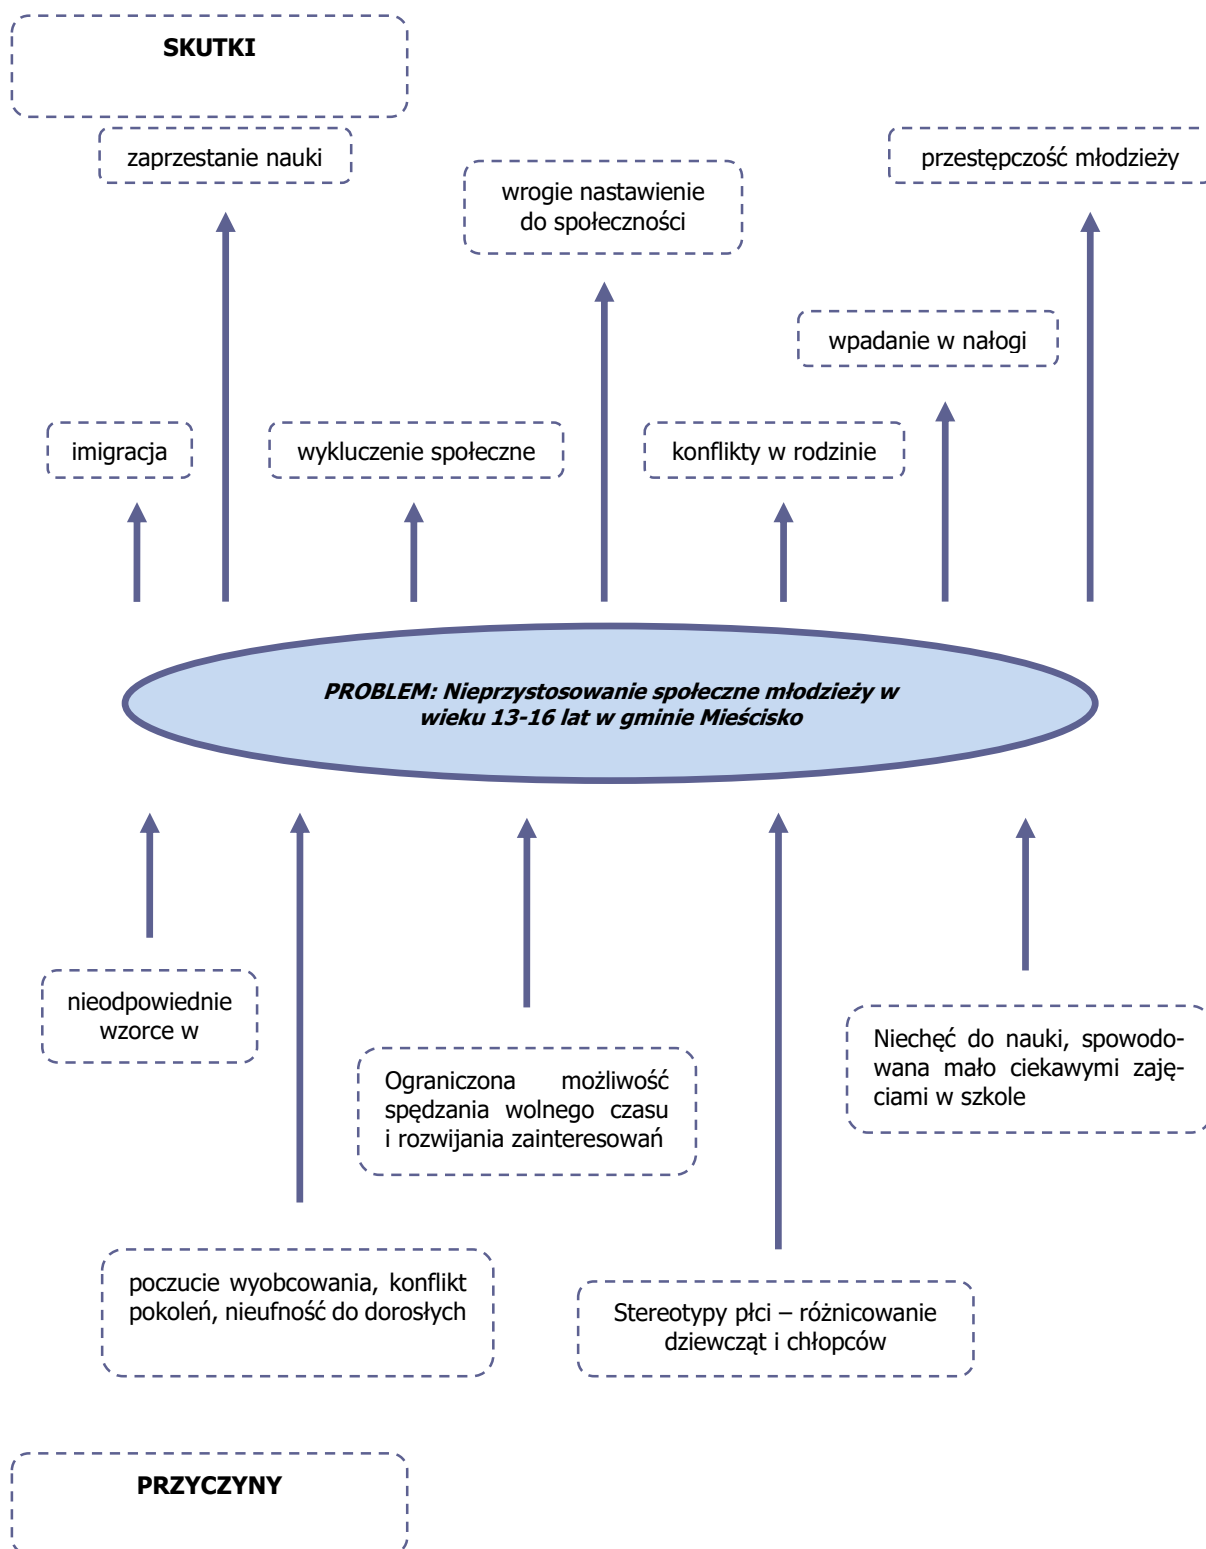 SKUTKI
zaprzestanie nauki
przestępczość młodzieży
wrogie nastawienie
do społeczności
wpadanie w nałogi
imigracja
wykluczenie społeczne
konflikty w rodzinie
PROBLEM: Nieprzystosowanie społeczne młodzieży w
wieku 13-16 lat w gminie Mieścisko
nieodpowiednie
wzorce w
Ograniczona możliwość
spędzania wolnego czasu
i rozwijania zainteresowań
Niechęć do nauki, spowodo-
wana mało ciekawymi zaję-
ciami w szkole
poczucie wyobcowania, konflikt
pokoleń, nieufność do dorosłych
Stereotypy płci – różnicowanie
dziewcząt i chłopców
PRZYCZYNY